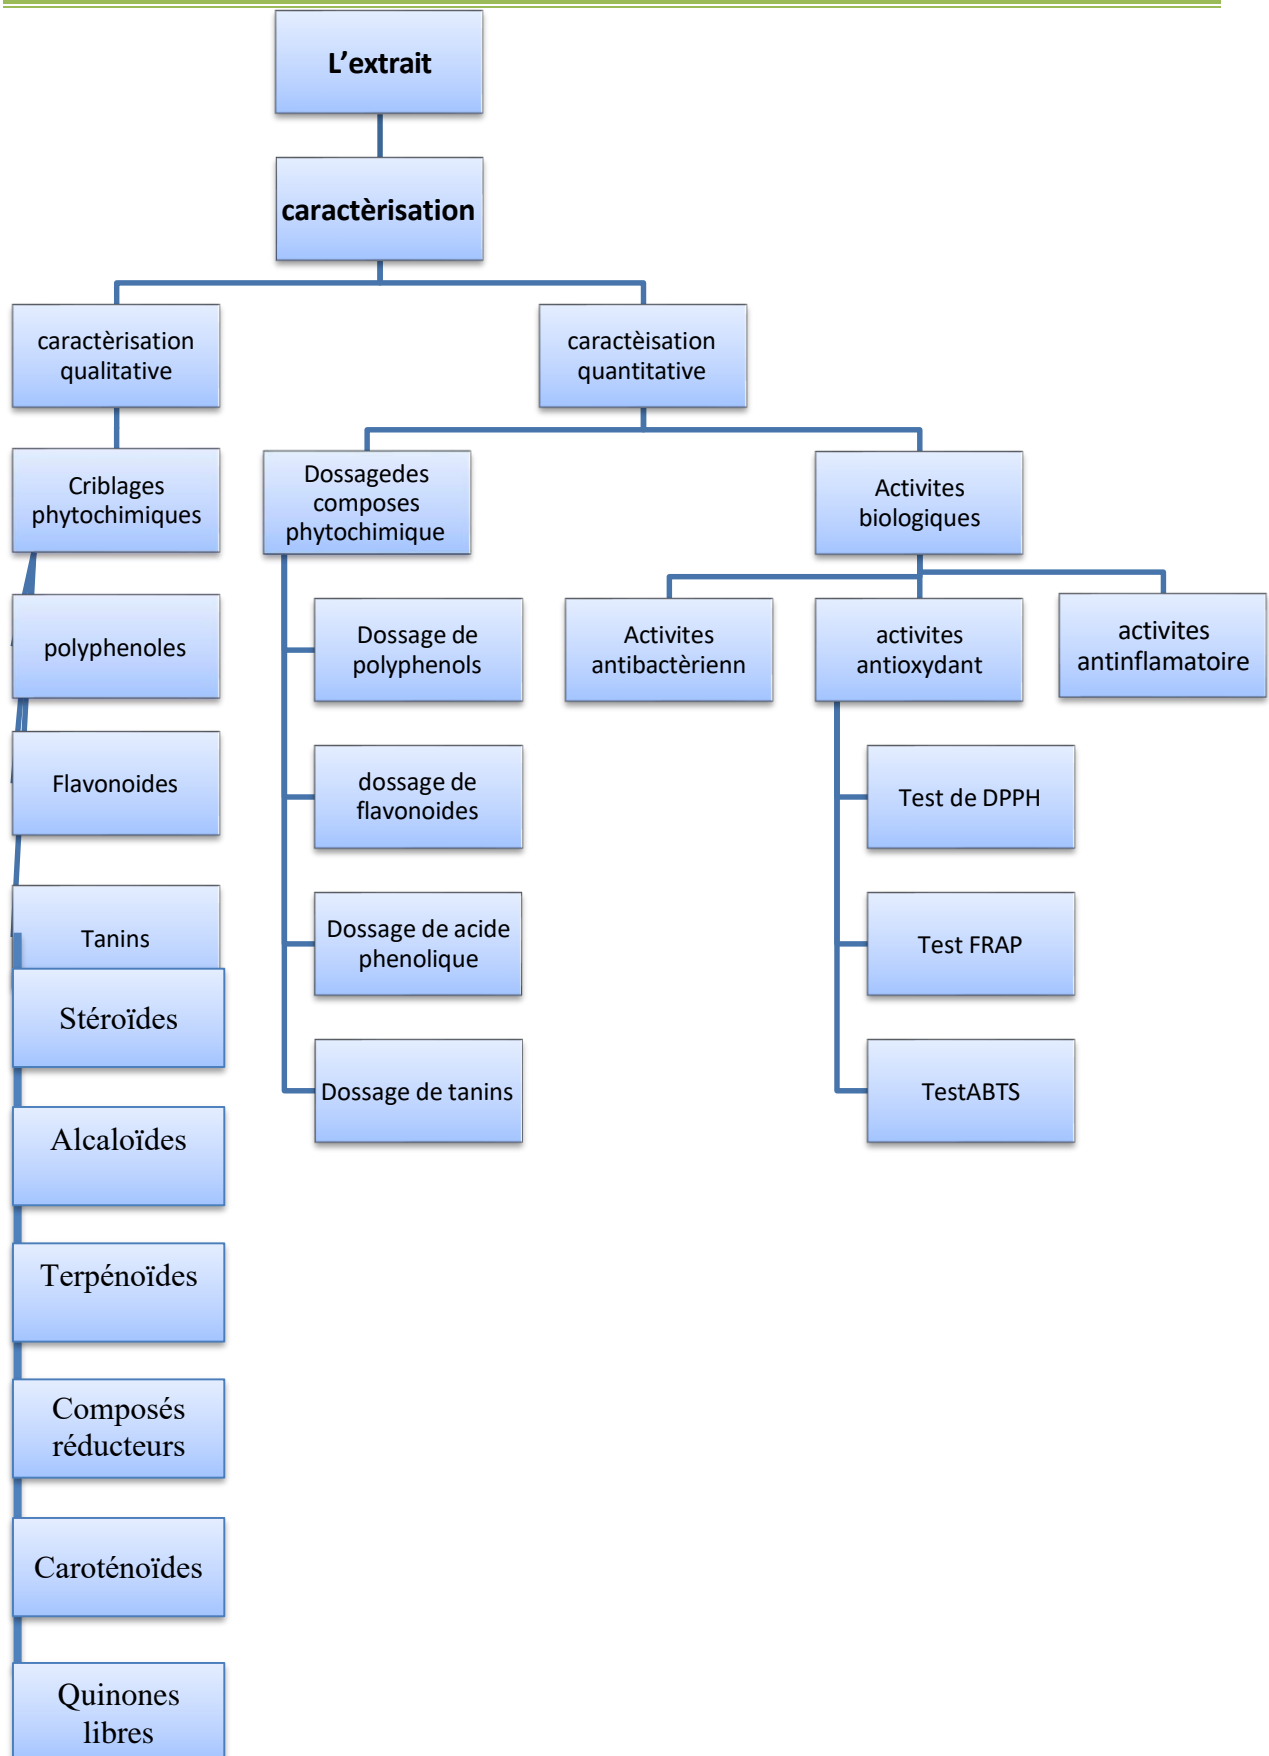 L’extrait
caractèrisation
caractèrisation
qualitative
caractèisation
quantitative
Criblages
phytochimiques
Dossagedes
composes
phytochimique
Activites
biologiques
polyphenoles
Dossage de
polyphenols
Activites
antibactèrienn
activites
antioxydant
activites
antinflamatoire
Flavonoides
dossage de
flavonoides
Test de DPPH
Tanins
Dossage de acide
phenolique
Test FRAP
Stéroïdes
Dossage de tanins
TestABTS
Alcaloïdes
Terpénoïdes
Composés
réducteurs
Caroténoïdes
Quinones
libres